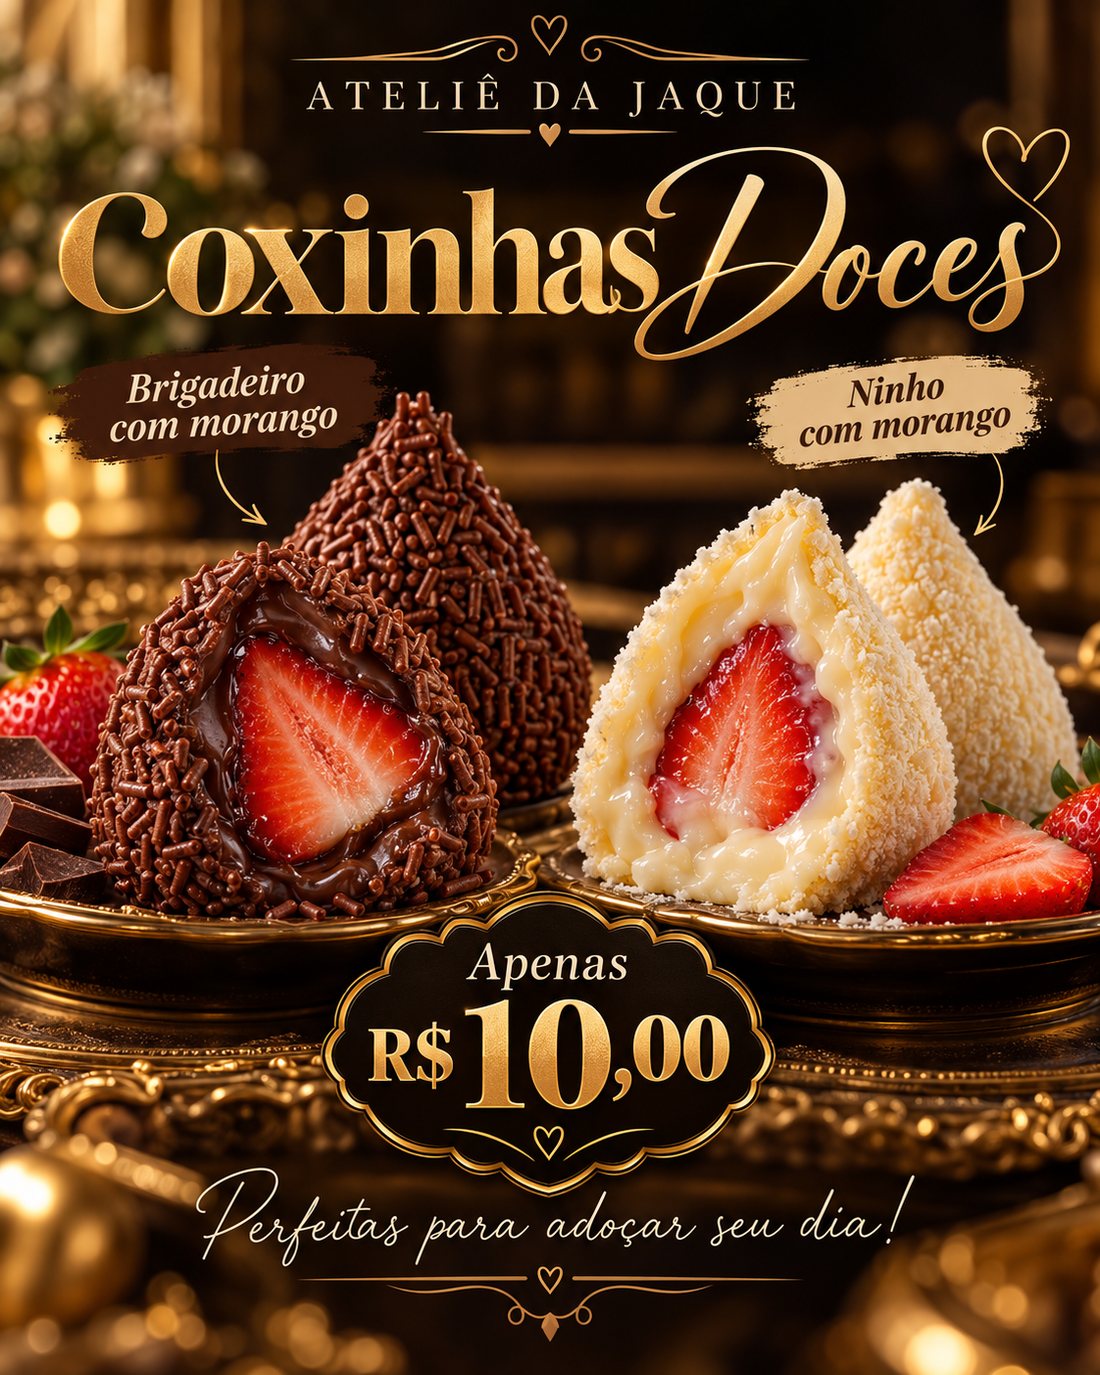 ATELIÊ DA JAQUE
Coxinhas Doces
Brigadeiro
com morango
Ninho
com morango
Apenas
R$ 10,00
Perfeitas para adoçar seu dia!